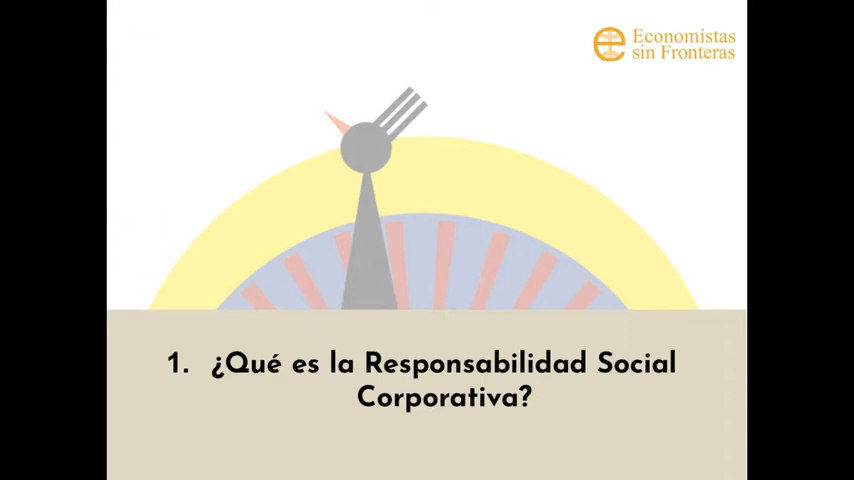 Economistas
sin Fronteras
1. ¿Qué es la Responsabilidad Social
Corporativa?